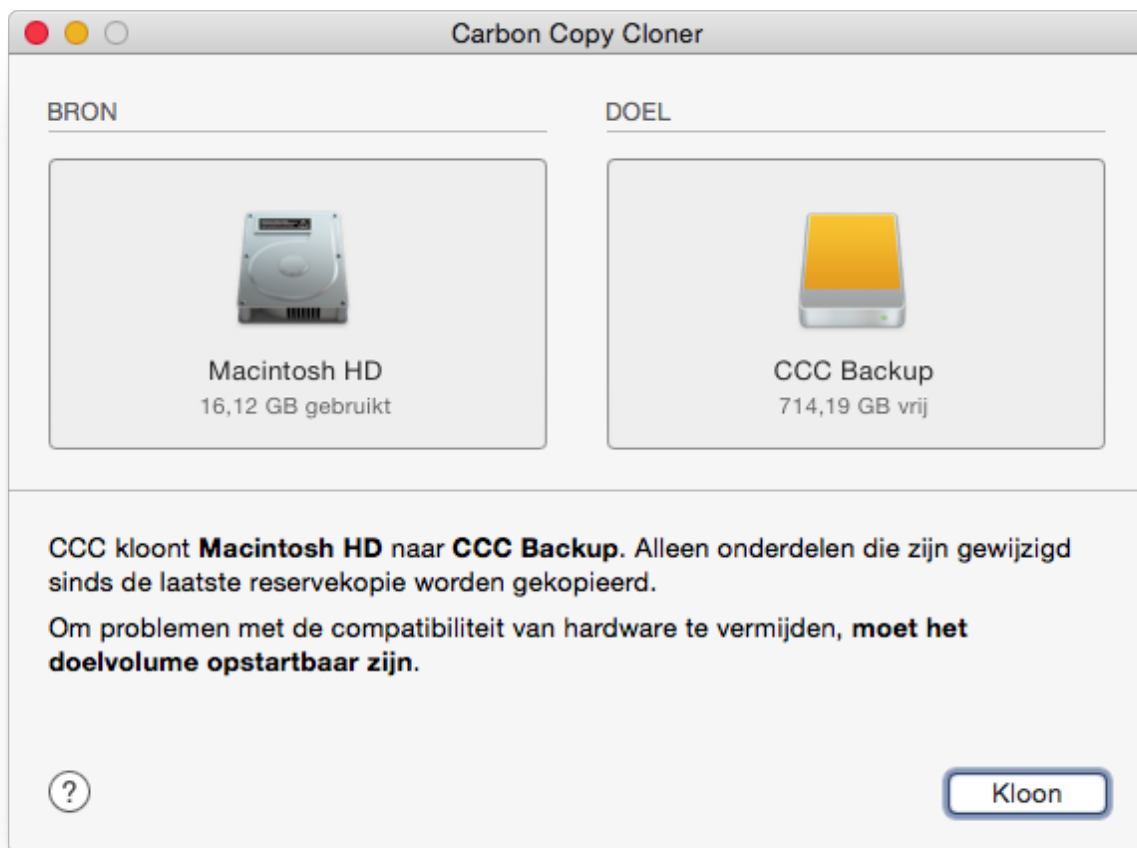 Carbon Copy Cloner
BRON
DOEL
Macintosh HD
16,12 GB gebruikt
CCC Backup
714,19 GB vrij
CCC kloont Macintosh HD naar CCC Backup. Alleen onderdelen die zijn gewijzigd
sinds de laatste reservekopie worden gekopieerd.
Om problemen met de compatibiliteit van hardware te vermijden, moet het
doelvolume opstartbaar zijn.
?
Kloon